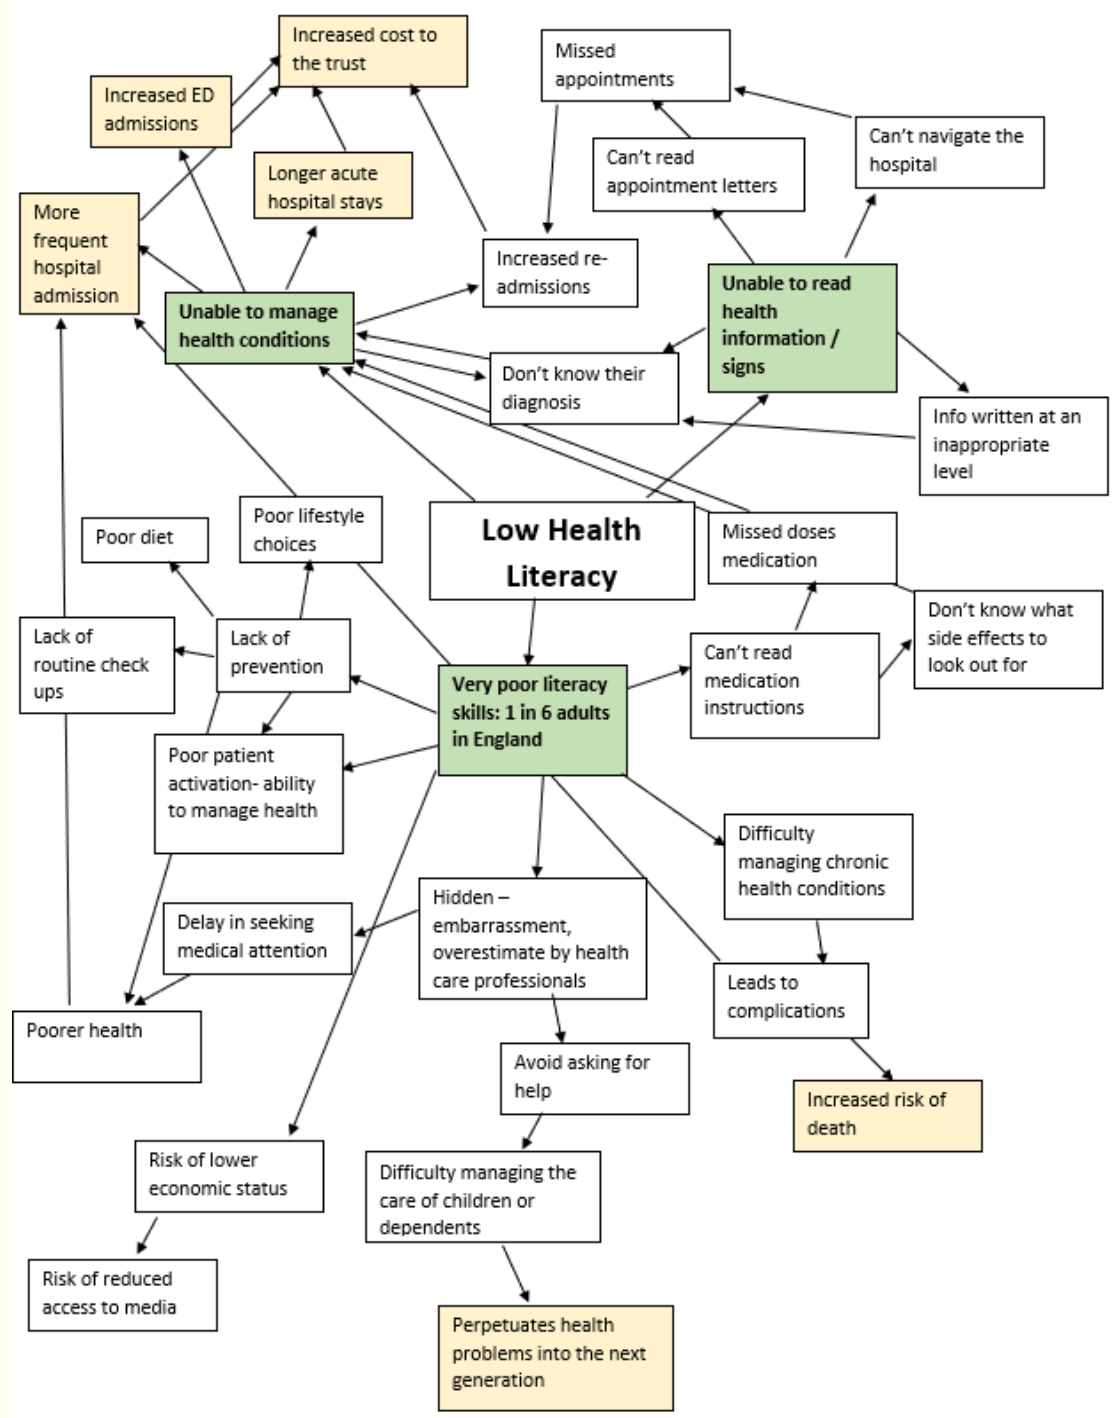 Increased cost to
the trust
Missed
appointments
Increased ED
admissions
Can't navigate the
hospital
Can't read
appointment letters
Longer acute
hospital stays
More
frequent
hospital
admission
Increased re-
admissions
Unable to read
health
information /
signs
Unable to manage
health conditions
Don't know their
diagnosis
Info written at an
inappropriate
level
Poor lifestyle
choices
Poor diet
Low Health
Literacy
Missed doses
medication
Don't know what
side effects to
look out for
Lack of
routine check
ups
Lack of
prevention
Can't read
medication
instructions
Very poor literacy
skills: 1 in 6 adults
in England
Poor patient
activation- ability
to manage health
Difficulty
managing chronic
health conditions
Hidden –
embarrassment,
overestimate by health
care professionals
Delay in seeking
medical attention
Leads to
complications
Poorer health
Avoid asking for
help
Increased risk of
death
Risk of lower
economic status
Difficulty managing the
care of children or
dependents
Risk of reduced
access to media
Perpetuates health
problems into the next
generation